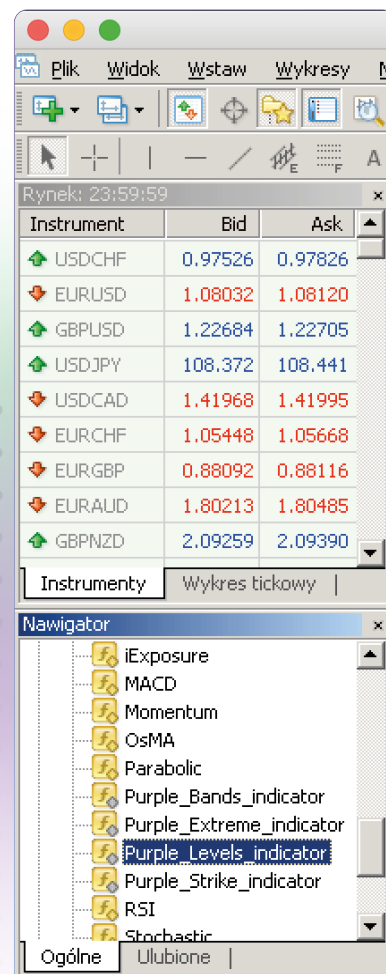 Plik Widok Wstaw Wykresy
E F A
Rynek: 23:59:59
Instrument Bid Ask
USDCHF 0.97526 0.97826
EURUSD 1.08032 1.08120
GBPUSD 1.22684 1.22705
USDJPY 108.372 108.441
USDCAD 1.41968 1.41995
EURCHF 1.05448 1.05668
EURGBP 0.88092 0.88116
EURAUD 1.80213 1.80485
GBPNZD 2.09259 2.09390
Instrumenty Wykres tickowy
Nawigator
iExposure
MACD
Momentum
OsMA
Parabolic
Purple_Bands_indicator
Purple_Extreme_indicator
Purple_Levels_indicator
Purple_Strike_indicator
RSI
Stochastic
Ogólne Ulubione